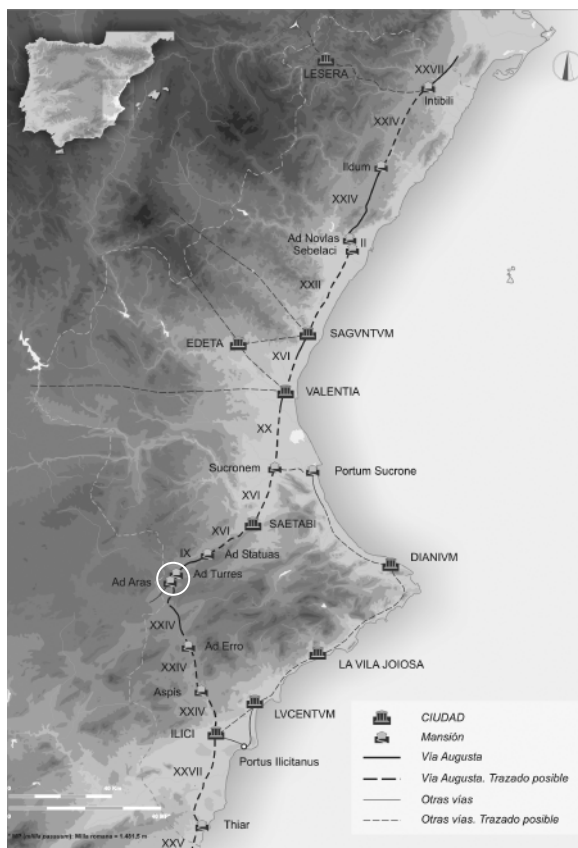 LESERA
XXVII
Intibili
XXIV
Ildum
XXIV
Ad Novlas
II
Sebelaci
XXII
EDETA
SAGVNTVM
XVI
VALENTIA
XX
Sucronem
Portum Sucrone
XVI
XVI
SAETABI
IX
Ad Statuas
Ad Turres
DIANIVM
Ad Aras
XXIV
Ad Erro
XXIV
LA VILA JOIOSA
Aspis
XXIV
LVCENTVM
ILICI
Portus Ilicitanus
XXVII
Thiar
XXV
CIUDAD
Mansión
Vía Augusta
Vía Augusta. Trazado posible
Otras vías
Otras vías. Trazado posible